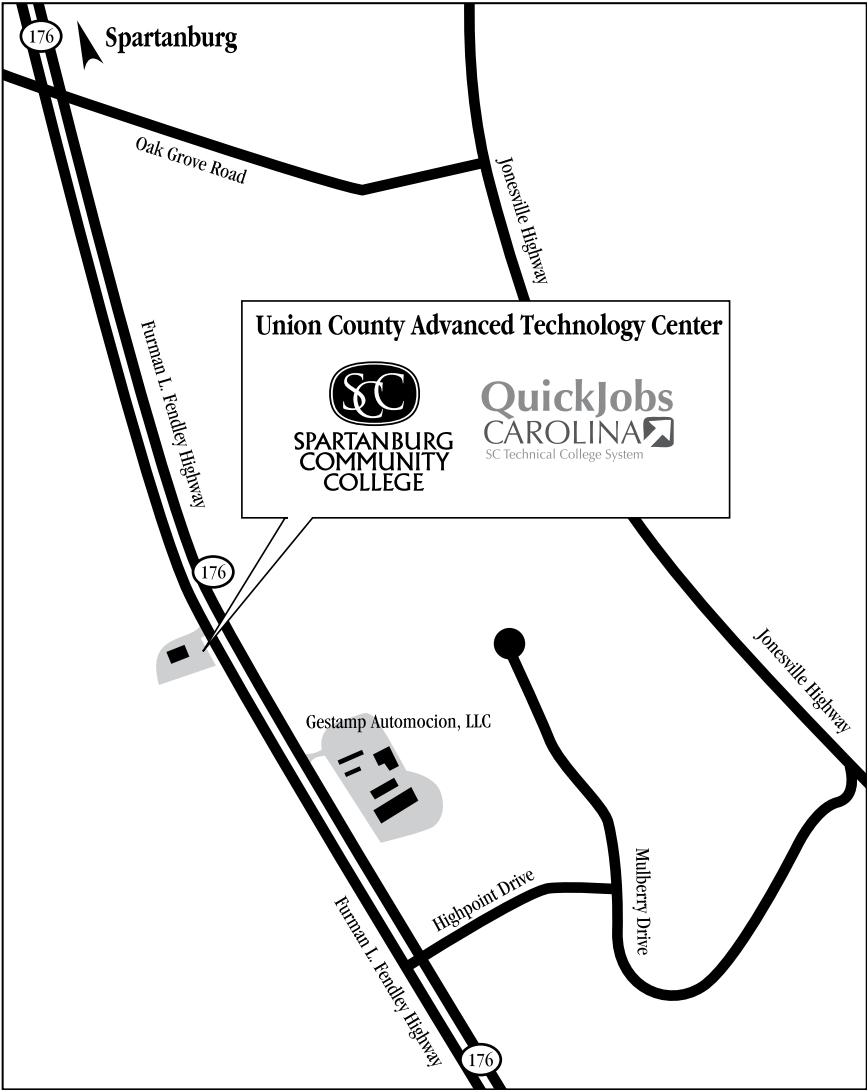 176
Spartanburg
Oak Grove Road
Jonesville Highway
Union County Advanced Technology Center
SCC
SPARTANBURG
COMMUNITY
COLLEGE
QuickJobs
CAROLINA
SC Technical College System
Furman L. Fendley Highway
176
Jonesville Highway
Gestamp Automocion, LLC
Mulberry Drive
Highpoint Drive
Furman L. Fendley Highway
176